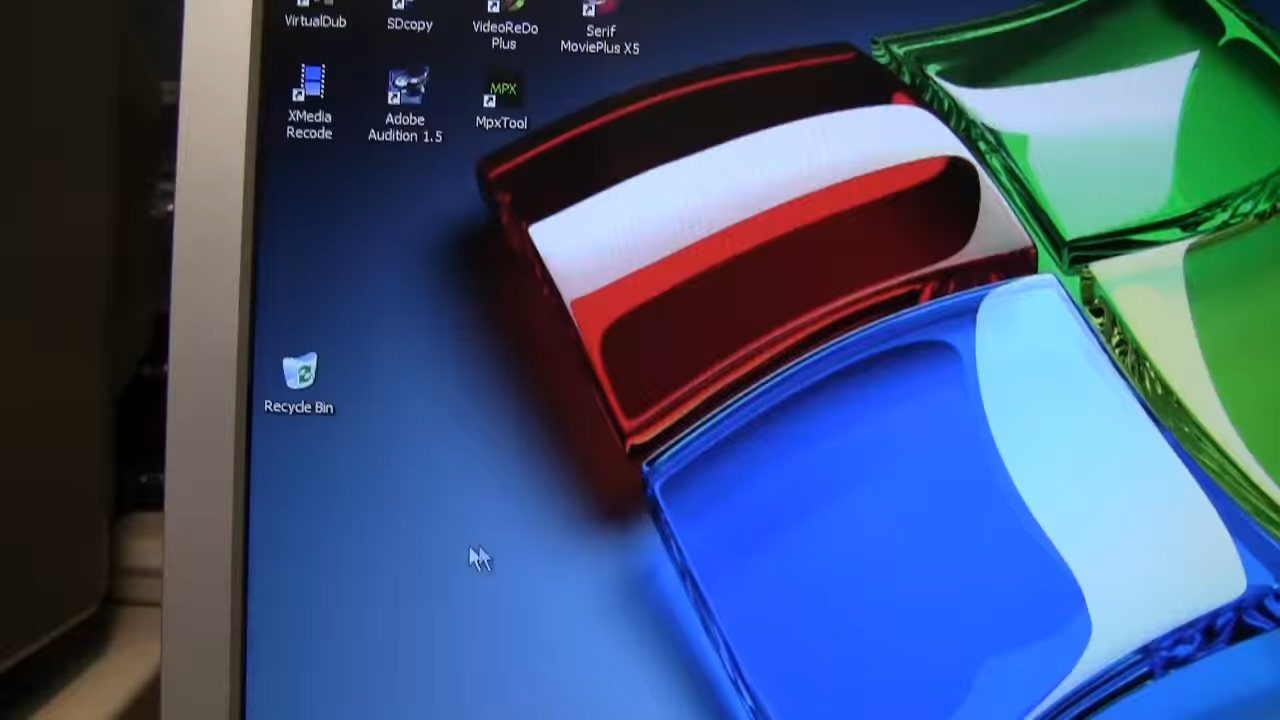 VirtualDub
SDcopy
VideoReDo
Plus
Serif
MoviePlus X5
XMedia
Recode
Adobe
Audition 1.5
MPX
MpxTool
Recycle Bin